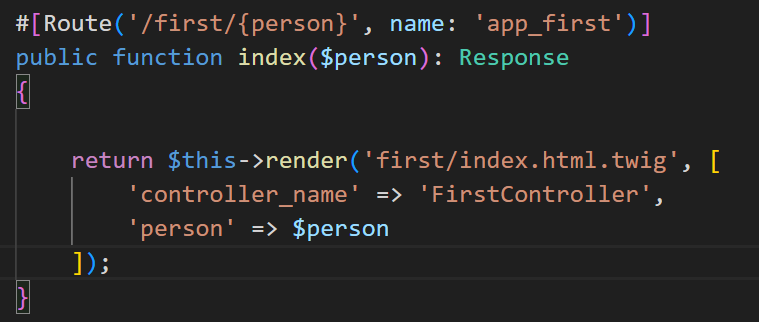 #[Route('/first/{person}', name: 'app_first')]
public function index($person): Response
{
return $this->render('first/index.html.twig', [
'controller_name' => 'FirstController',
'person' => $person
]);
}